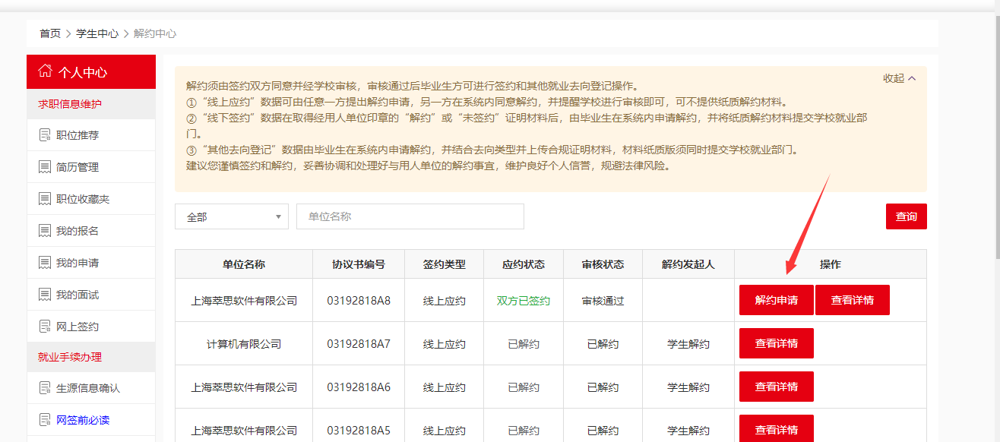 首页 > 学生中心 > 解约中心
个人中心
求职信息维护
职位推荐
简历管理
职位收藏夹
我的报名
我的申请
我的面试
网上签约
就业手续办理
生源信息确认
网签前必读
收起
解约须由签约双方同意并经学校审核，审核通过后毕业生方可进行签约和其他就业去向登记操作。
①“线上应约”数据可由任意一方提出解约申请，另一方在系统内同意解约，并提醒学校进行审核即可，可不提供纸质解约材料。
②“线下签约”数据在取得经用人单位印章的“解约”或“未签约”证明材料后，由毕业生在系统内申请解约，并将纸质解约材料提交学校就业部
门。
③“其他去向登记”数据由毕业生在系统内申请解约，并结合去向类型并上传合规证明材料，材料纸质版须同时提交学校就业部门。
建议您谨慎签约和解约，妥善协调和处理好与用人单位的解约事宜，维护良好个人信誉，规避法律风险。
全部 单位名称 查询
单位名称 协议书编号 签约类型 应约状态 审核状态 解约发起人 操作
上海萃思软件有限公司 03192818A8 线上应约 双方已签约 审核通过 解约申请 查看详情
计算机有限公司 03192818A7 线上应约 已解约 已解约 学生解约 查看详情
上海萃思软件有限公司 03192818A6 线上应约 已解约 已解约 学生解约 查看详情
上海萃思软件有限公司 03192818A5 线上应约 已解约 已解约 学生解约 查看详情